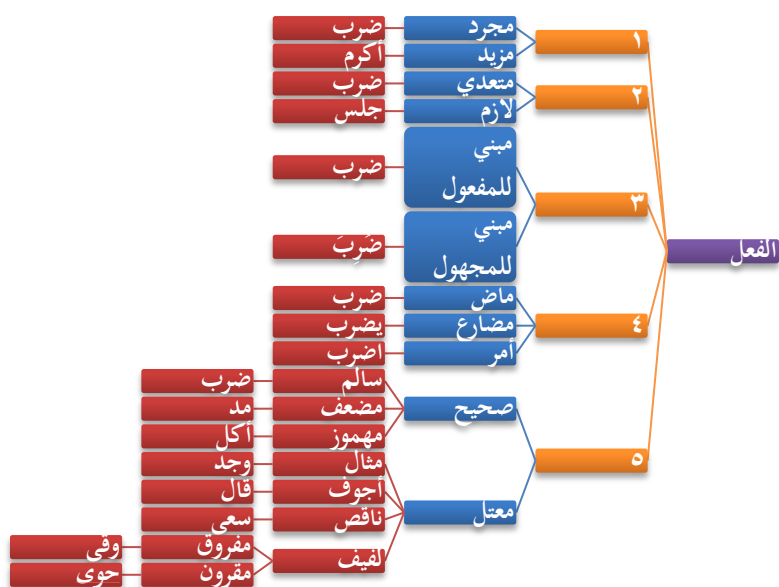 الفعل
١
مجرد
ضرب
مزيد
أكرم
٢
متعدي
ضرب
لازم
جلس
٣
مبني
للمفعول
ضرب
مبني
للمجهول
ضَرِبَ
٤
ماض
ضرب
مضارع
يضرب
أمر
اضرب
٥
صحيح
سالم
ضرب
مضعف
مد
مهموز
أكل
معتل
مثال
وجد
أجوف
قال
ناقص
سعى
لفيف
مفروق
وقى
مقرون
حوى